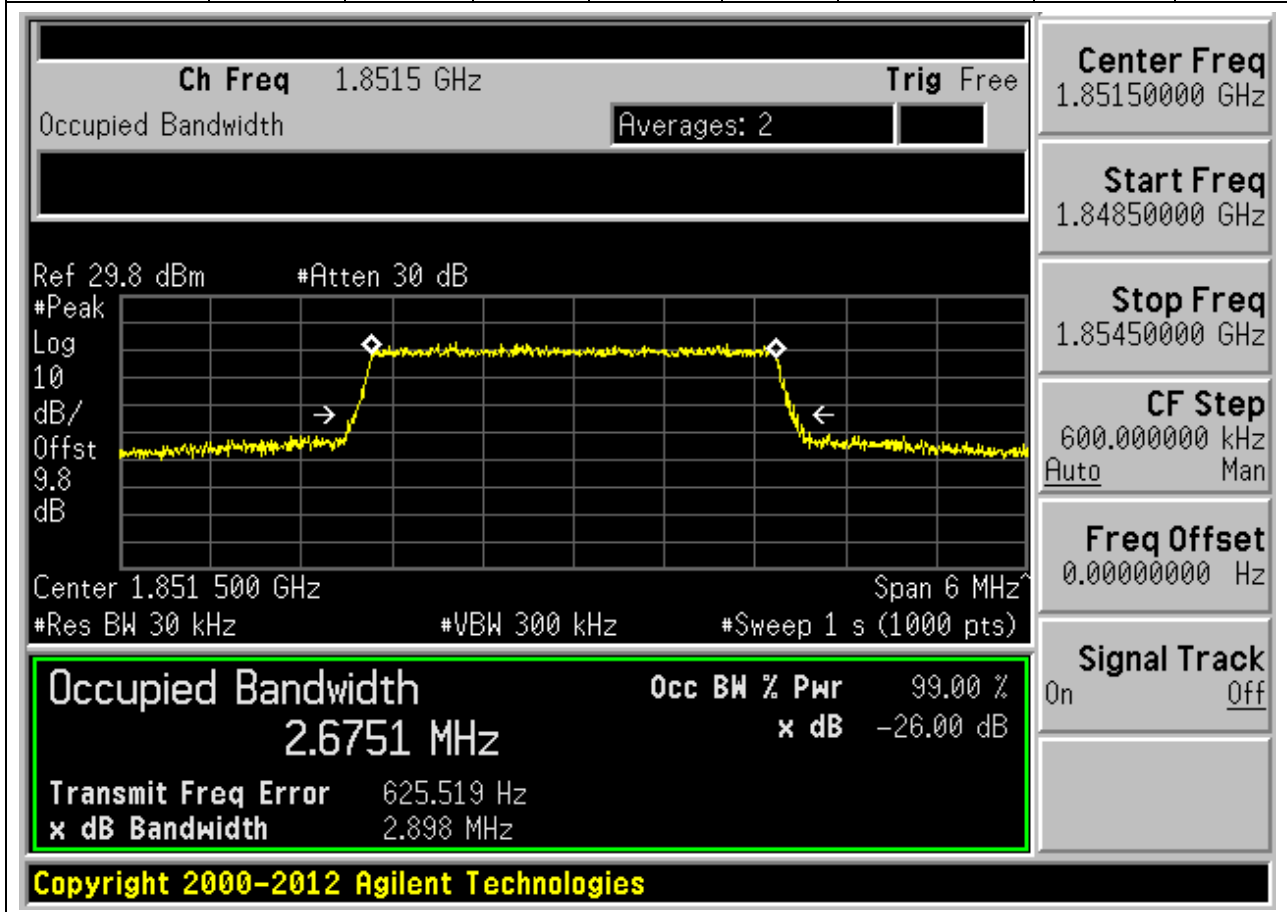 Ch Freq 1.8515 GHz Trig Free
Occupied Bandwidth Averages: 2
Ref 29.8 dBm #Atten 30 dB
#Peak
Log
10
dB/
Offst
9.8
dB
Center 1.851 500 GHz Span 6 MHz^
#Res BW 30 kHz #VBW 300 kHz #Sweep 1 s (1000 pts)
Occupied Bandwidth Occ BW % Pwr 99.00 %
2.6751 MHz x dB -26.00 dB
Transmit Freq Error 625.519 Hz
x dB Bandwidth 2.898 MHz
Copyright 2000-2012 Agilent Technologies
Center Freq
1.85150000 GHz
Start Freq
1.84850000 GHz
Stop Freq
1.85450000 GHz
CF Step
600.000000 kHz
Auto Man
Freq Offset
0.00000000 Hz
Signal Track
On Off